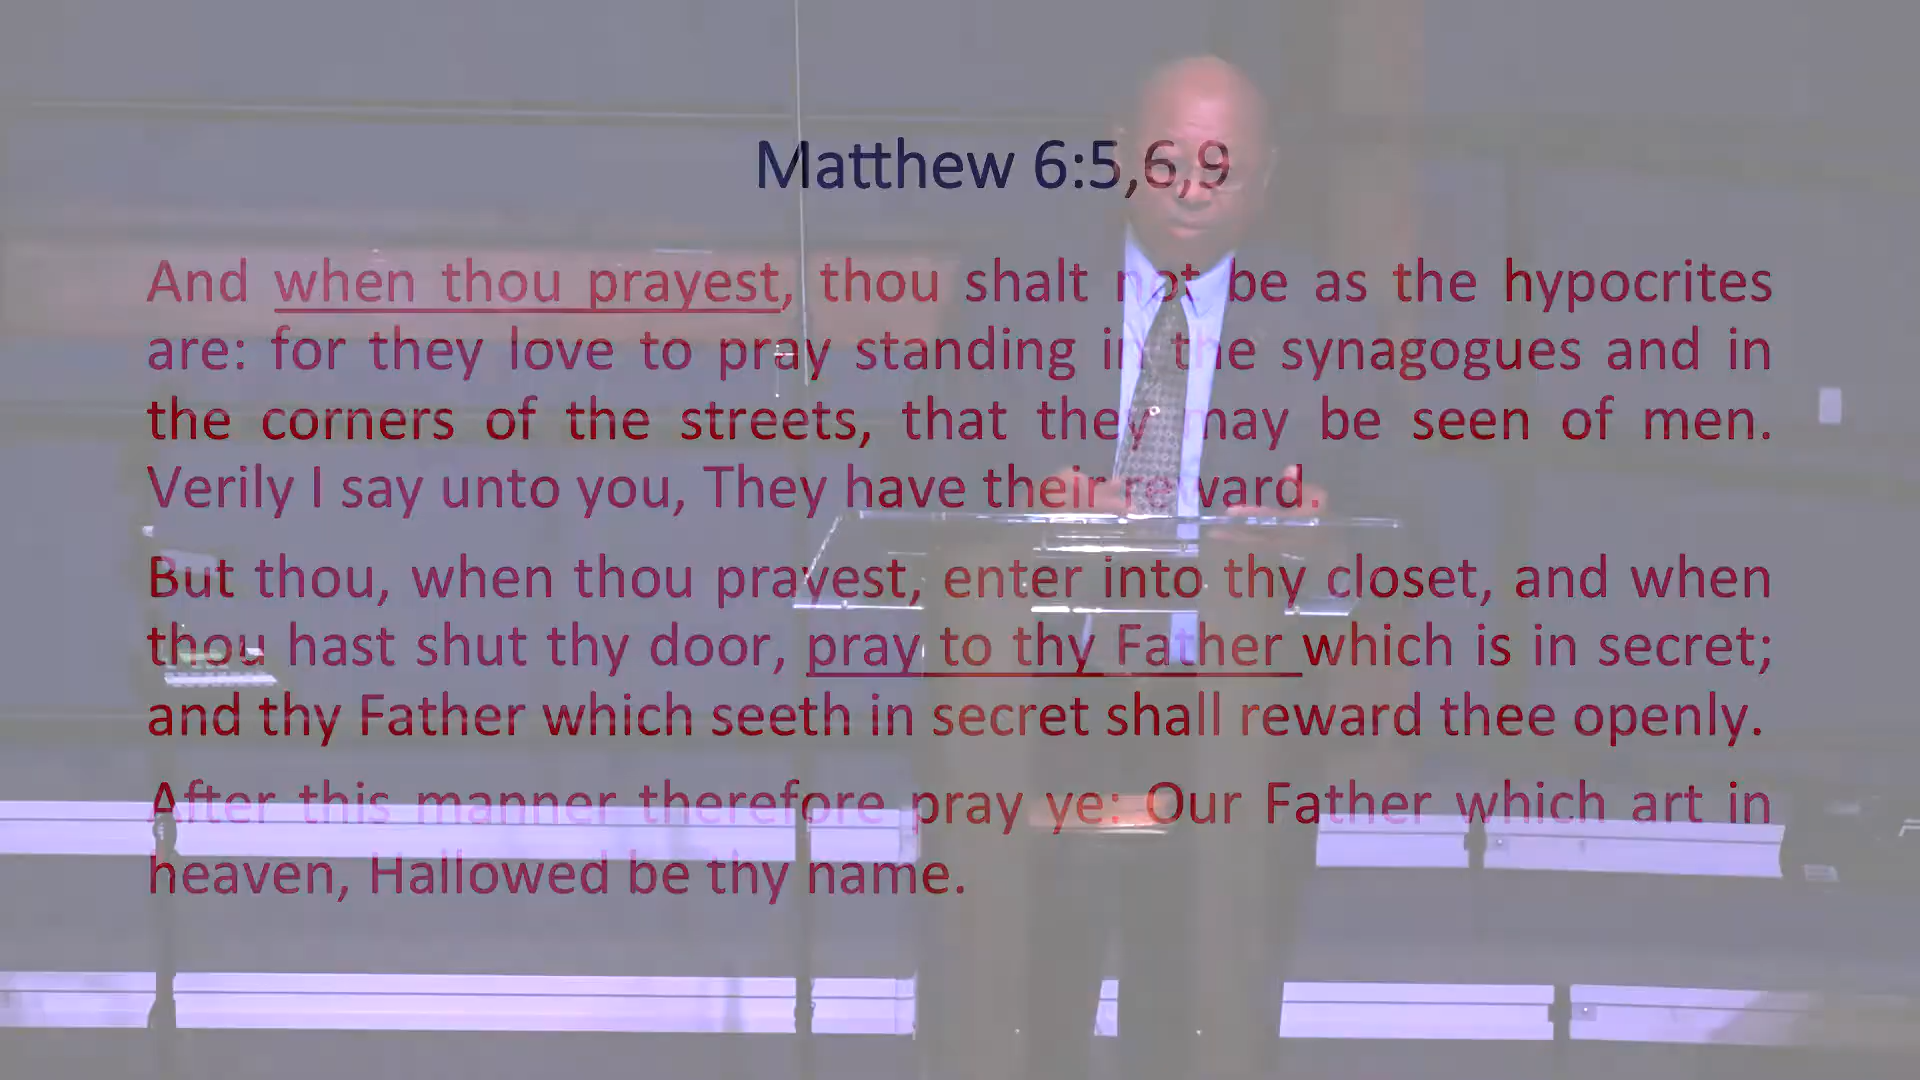 Matthew 6:5,6,9
And when thou prayest, thou shalt not be as the hypocrites
are: for they love to pray standing in the synagogues and in
the corners of the streets, that they may be seen of men.
Verily I say unto you, They have their reward.
But thou, when thou prayest, enter into thy closet, and when
thou hast shut thy door, pray to thy Father which is in secret;
and thy Father which seeth in secret shall reward thee openly.
After this manner therefore pray ye: Our Father which art in
heaven, Hallowed be thy name.